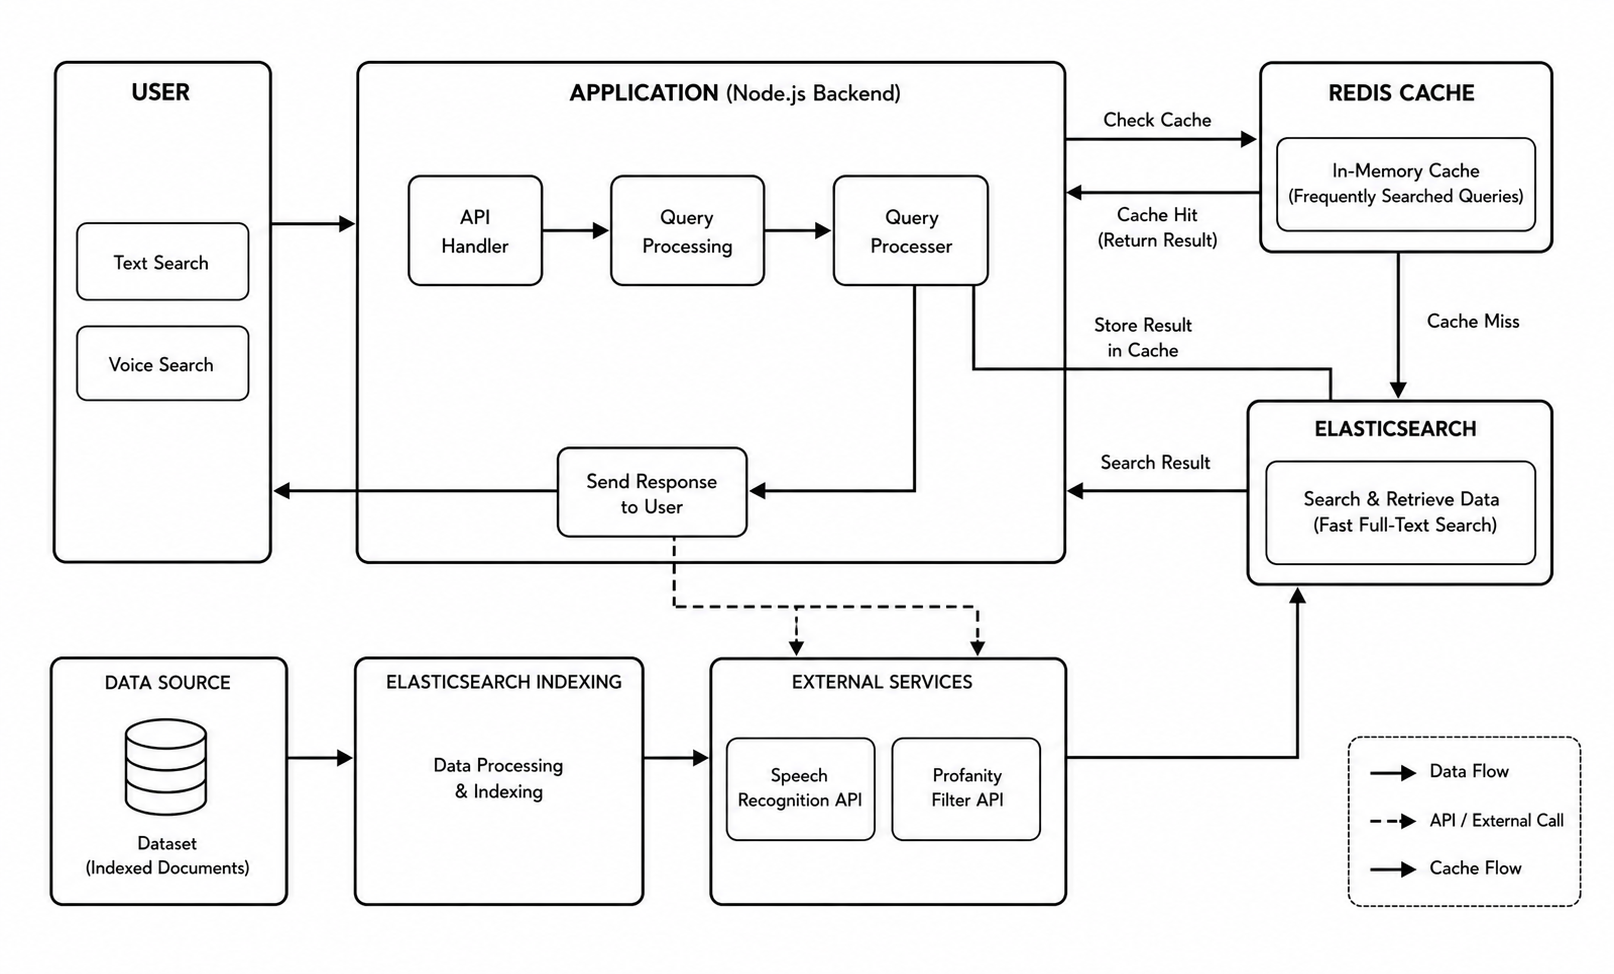 USER
Text Search
Voice Search
APPLICATION (Node.js Backend)
API
Handler
Query
Processing
Query
Processer
Send Response
to User
Check Cache
Cache Hit
(Return Result)
Store Result
in Cache
Search Result
REDIS CACHE
In-Memory Cache
(Frequently Searched Queries)
Cache Miss
ELASTICSEARCH
Search & Retrieve Data
(Fast Full-Text Search)
DATA SOURCE
Dataset
(Indexed Documents)
ELASTICSEARCH INDEXING
Data Processing
& Indexing
EXTERNAL SERVICES
Speech
Recognition API
Profanity
Filter API
Data Flow
API / External Call
Cache Flow